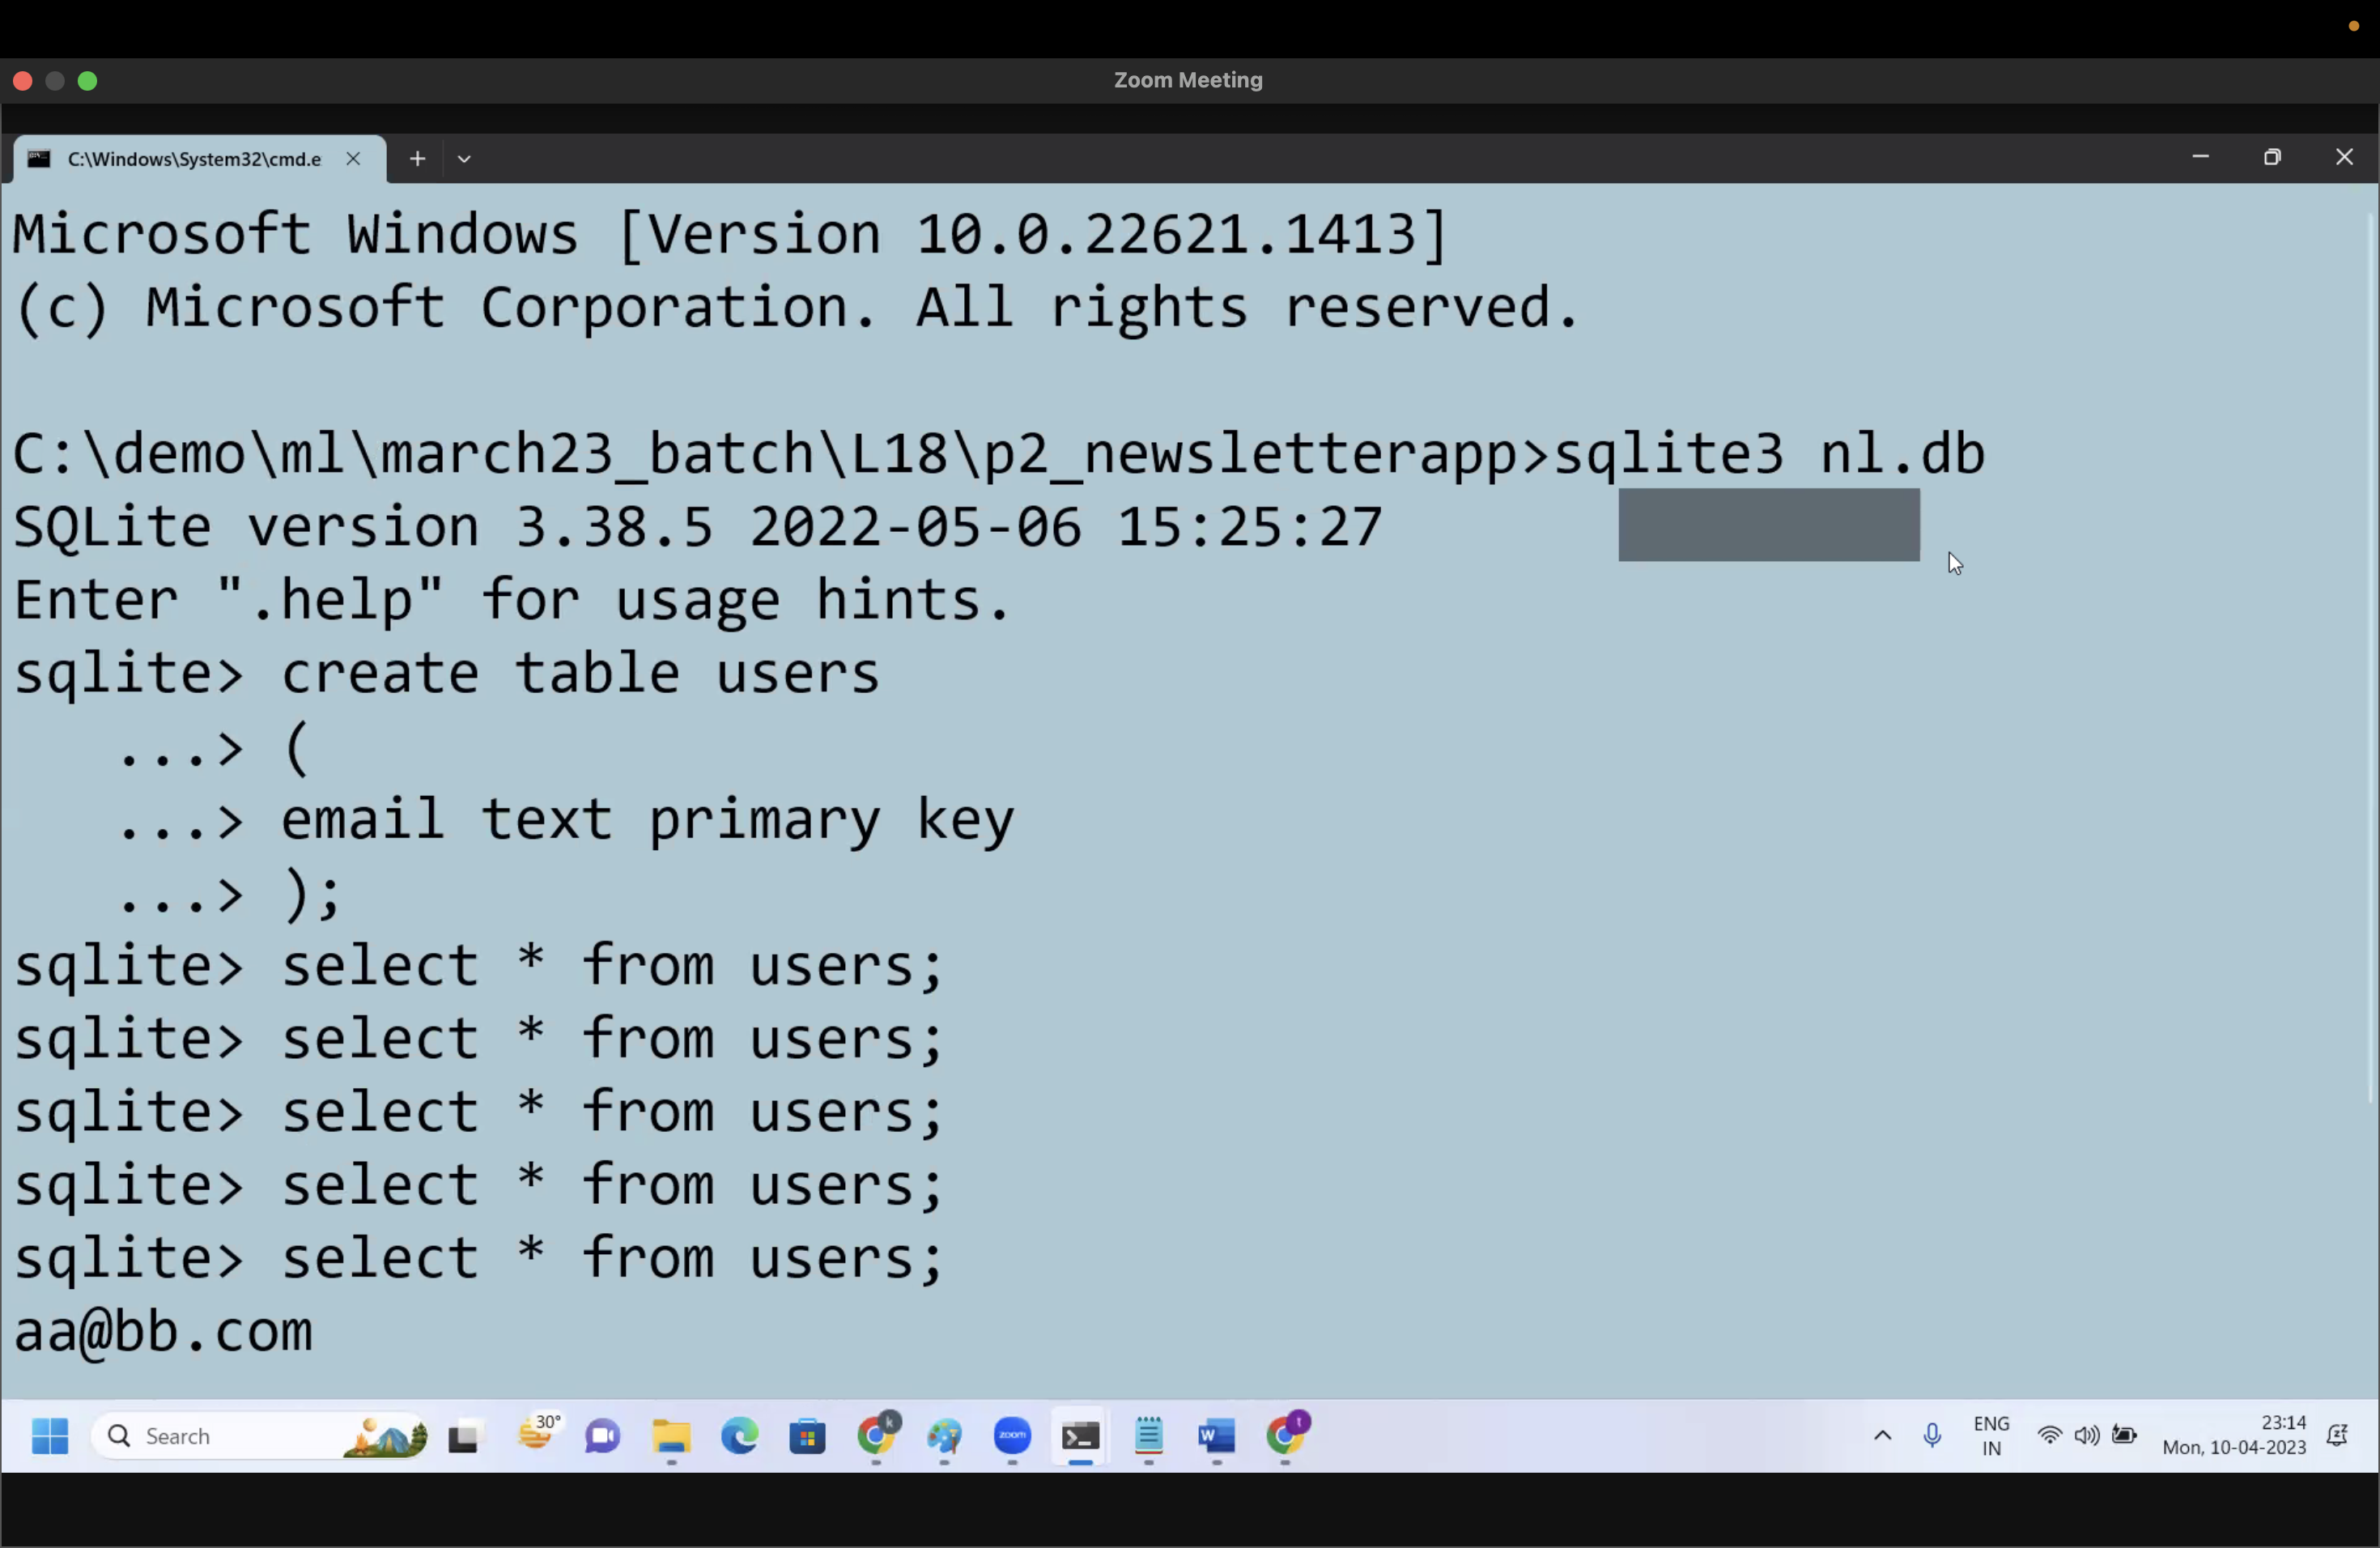 Zoom Meeting
C:\Windows\System32\cmd.e
Microsoft Windows [Version 10.0.22621.1413]
(c) Microsoft Corporation. All rights reserved.
C:\demo\ml\march23_batch\L18\p2_newsletterapp>sqlite3 nl.db
SQLite version 3.38.5 2022-05-06 15:25:27
Enter ".help" for usage hints.
sqlite> create table users
...> (
...> email text primary key
...> );
sqlite> select * from users;
sqlite> select * from users;
sqlite> select * from users;
sqlite> select * from users;
sqlite> select * from users;
aa@bb.com
Search
30°
k
zoom
W
t
ENG
IN
23:14
Mon, 10-04-2023